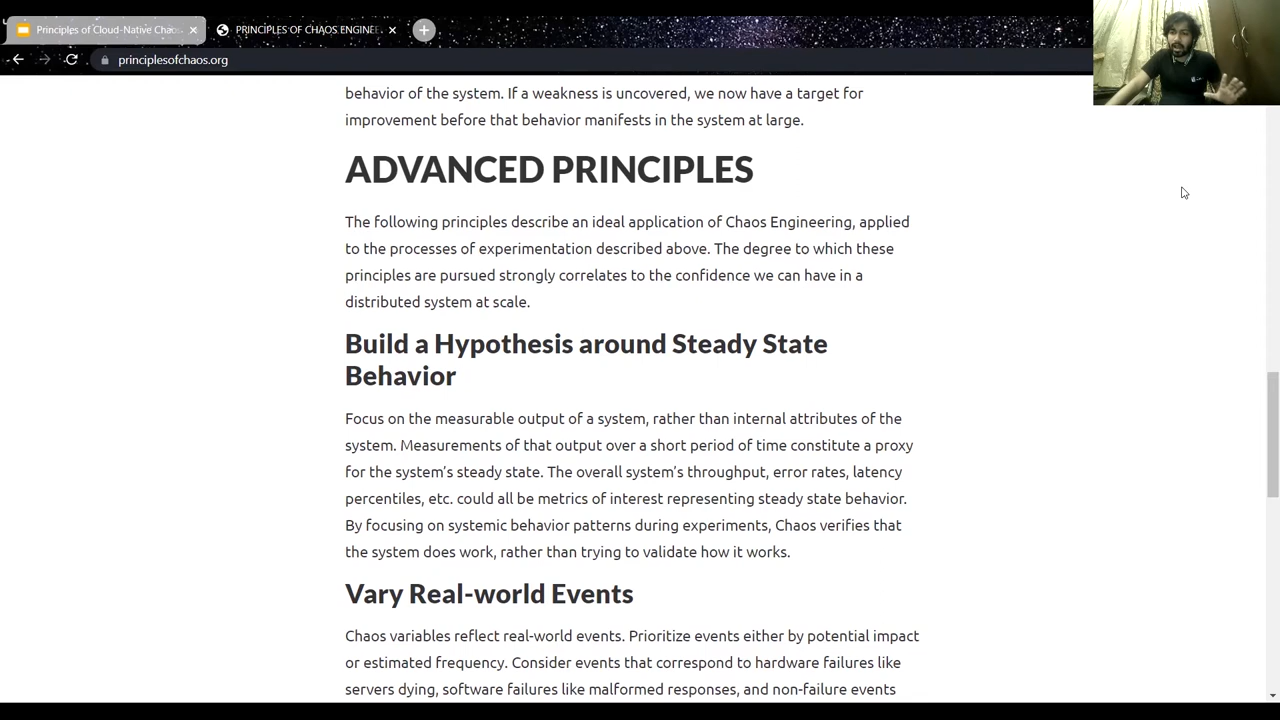 Principles of Cloud-Native Chaos
PRINCIPLES OF CHAOS ENGINEE
principlesofchaos.org
behavior of the system. If a weakness is uncovered, we now have a target for
improvement before that behavior manifests in the system at large.
ADVANCED PRINCIPLES
The following principles describe an ideal application of Chaos Engineering, applied
to the processes of experimentation described above. The degree to which these
principles are pursued strongly correlates to the confidence we can have in a
distributed system at scale.
Build a Hypothesis around Steady State
Behavior
Focus on the measurable output of a system, rather than internal attributes of the
system. Measurements of that output over a short period of time constitute a proxy
for the system’s steady state. The overall system’s throughput, error rates, latency
percentiles, etc. could all be metrics of interest representing steady state behavior.
By focusing on systemic behavior patterns during experiments, Chaos verifies that
the system does work, rather than trying to validate how it works.
Vary Real-world Events
Chaos variables reflect real-world events. Prioritize events either by potential impact
or estimated frequency. Consider events that correspond to hardware failures like
servers dying, software failures like malformed responses, and non-failure events